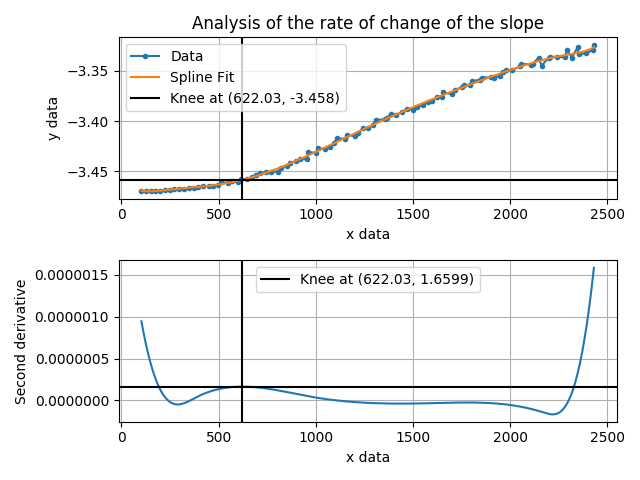 Analysis of the rate of change of the slope
Data
Spline Fit
Knee at (622.03, -3.458)
y data
−3.35
−3.40
−3.45
0 500 1000 1500 2000 2500
x data
Knee at (622.03, 1.6599)
Second derivative
0.0000015
0.0000010
0.0000005
0.0000000
0 500 1000 1500 2000 2500
x data